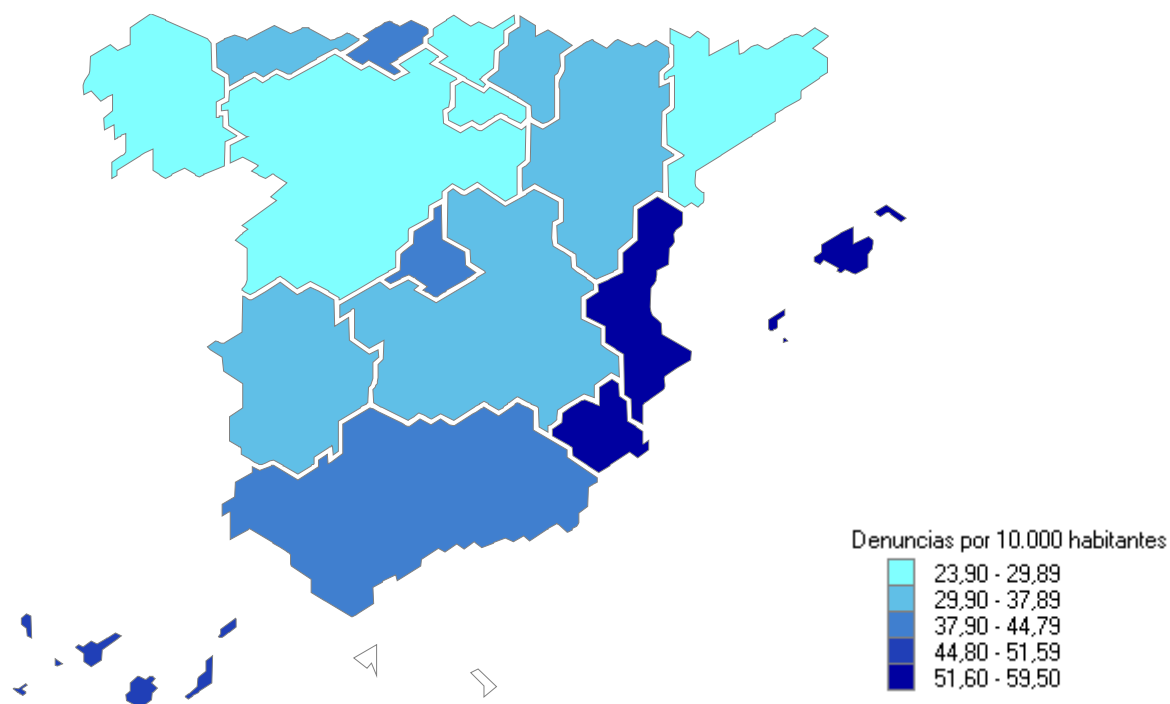 Denuncias por 10.000 habitantes
23,90 - 29,89
29,90 - 37,89
37,90 - 44,79
44,80 - 51,59
51,60 - 59,50